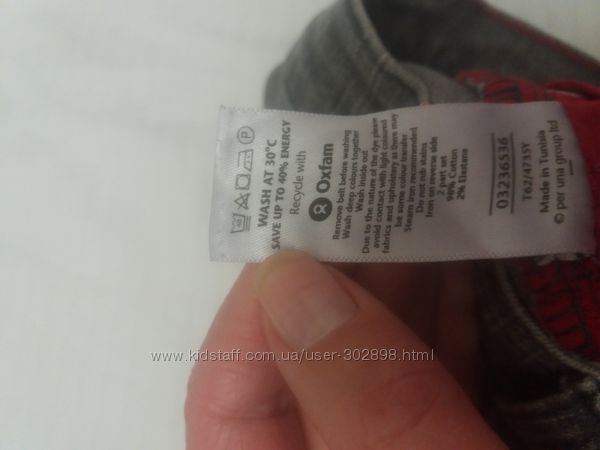 WASH AT 30°C
SAVE UP TO 40% ENERGY
Recycle with
Oxfam
Remove belt before washing
Wash deep colours together
Wash inside out
Due to the nature of the dye please
avoid contact with light coloured
fabrics and upholstery as there may
be some colour transfer
Steam iron recommended
Do not rub stains
Iron on reverse side
2 part set
98% Cotton
2% Elastane
03236536
T62/4735Y
Made in Tunisia
© per una group ltd
www.kidstaff.com.ua/user-302898.html